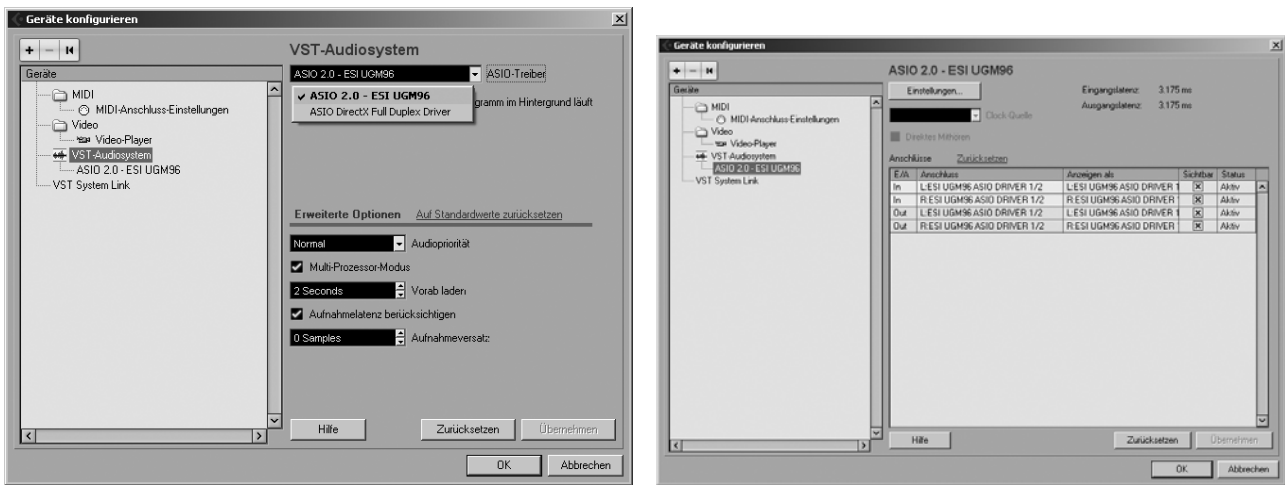 Geräte konfigurieren
Geräte
MIDI
MIDI-Anschluss-Einstellungen
Video
Video-Player
VST-Audiosystem
ASIO 2.0 - ESI UGM96
VST System Link
VST-Audiosystem
ASIO 2.0 - ESI UGM96 ASIO-Treiber
ASIO 2.0 - ESI UGM96
gramm im Hintergrund läuft
ASIO DirectX Full Duplex Driver
Erweiterte Optionen Auf Standardwerte zurücksetzen
Normal Audiopriorität
Multi-Prozessor-Modus
2 Seconds Vorab laden
Aufnahmelatenz berücksichtigen
0 Samples Aufnahmeversatz
Hilfe Zurücksetzen Übernehmen
OK Abbrechen
Geräte konfigurieren
Geräte
MIDI
MIDI-Anschluss-Einstellungen
Video
Video-Player
VST-Audiosystem
ASIO 2.0 - ESI UGM96
VST System Link
ASIO 2.0 - ESI UGM96
Einstellungen... Eingangslatenz: 3.175 ms
Ausgangslatenz: 3.175 ms
Clock-Quelle
Direktes Mithören
Anschlüsse Zurücksetzen
E/A Anschluss Anzeigen als Sichtbar Status
In L:ESI UGM96 ASIO DRIVER 1/2 L:ESI UGM96 ASIO DRIVER 1 Aktiv
In R:ESI UGM96 ASIO DRIVER 1/2 R:ESI UGM96 ASIO DRIVER Aktiv
Out L:ESI UGM96 ASIO DRIVER 1/2 L:ESI UGM96 ASIO DRIVER 1 Aktiv
Out R:ESI UGM96 ASIO DRIVER 1/2 R:ESI UGM96 ASIO DRIVER Aktiv
Hilfe Zurücksetzen Übernehmen
OK Abbrechen